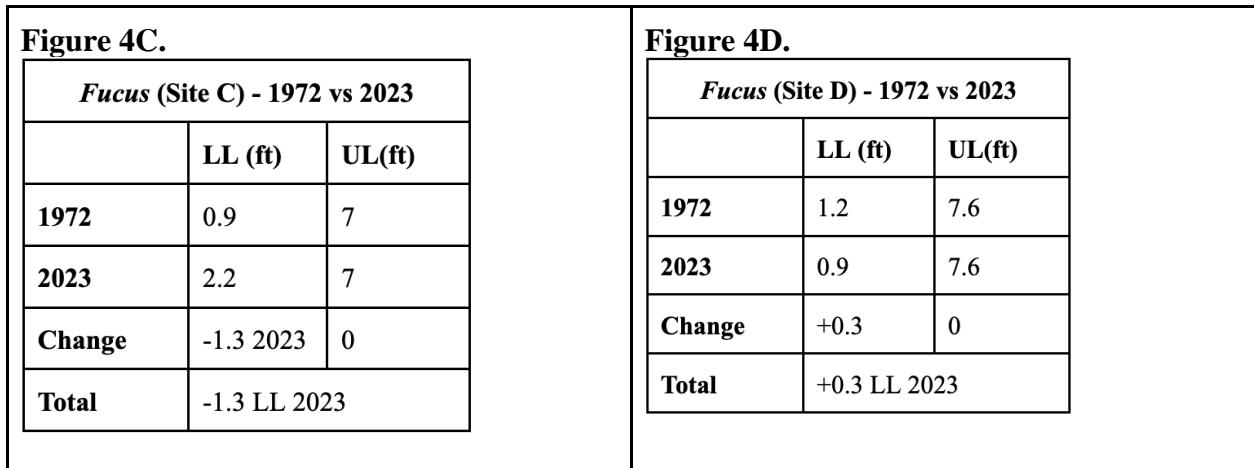 Figure 4C.
Fucus (Site C) - 1972 vs 2023
LL (ft) UL(ft)
1972 0.9 7
2023 2.2 7
Change -1.3 2023 0
Total -1.3 LL 2023
Figure 4D.
Fucus (Site D) - 1972 vs 2023
LL (ft) UL(ft)
1972 1.2 7.6
2023 0.9 7.6
Change +0.3 0
Total +0.3 LL 2023